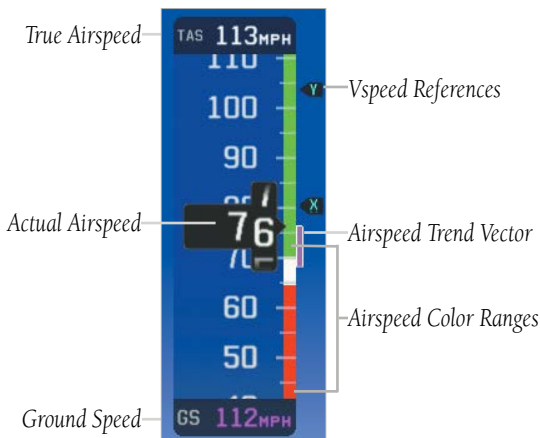 True Airspeed
TAS 113MPH
110
Y
Vspeed References
100
90
X
Actual Airspeed
76
Airspeed Trend Vector
70
Airspeed Color Ranges
60
50
Ground Speed
GS 112MPH